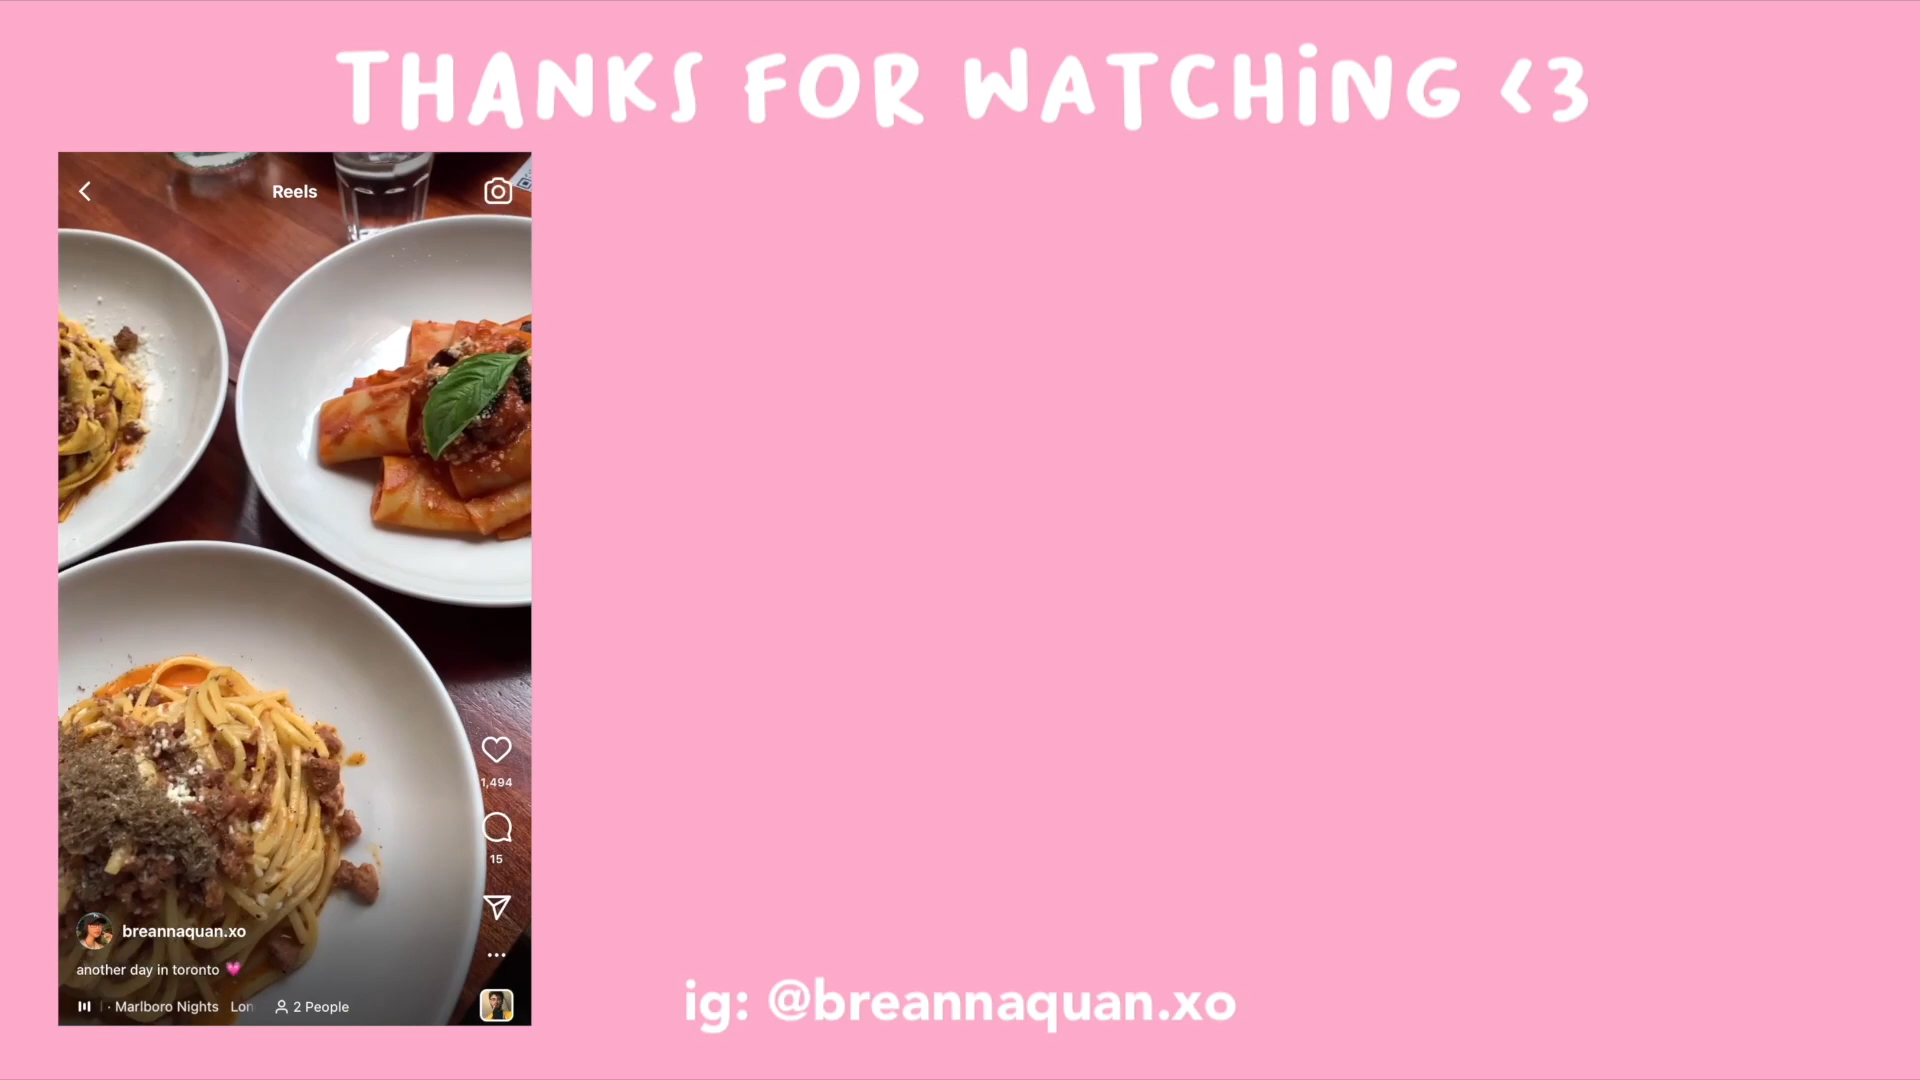 THANKS FOR WATCHiNG <3
Reels
1,494
15
breannaquan.xo
another day in toronto 💗
· Marlboro Nights Lon
2 People
ig: @breannaquan.xo